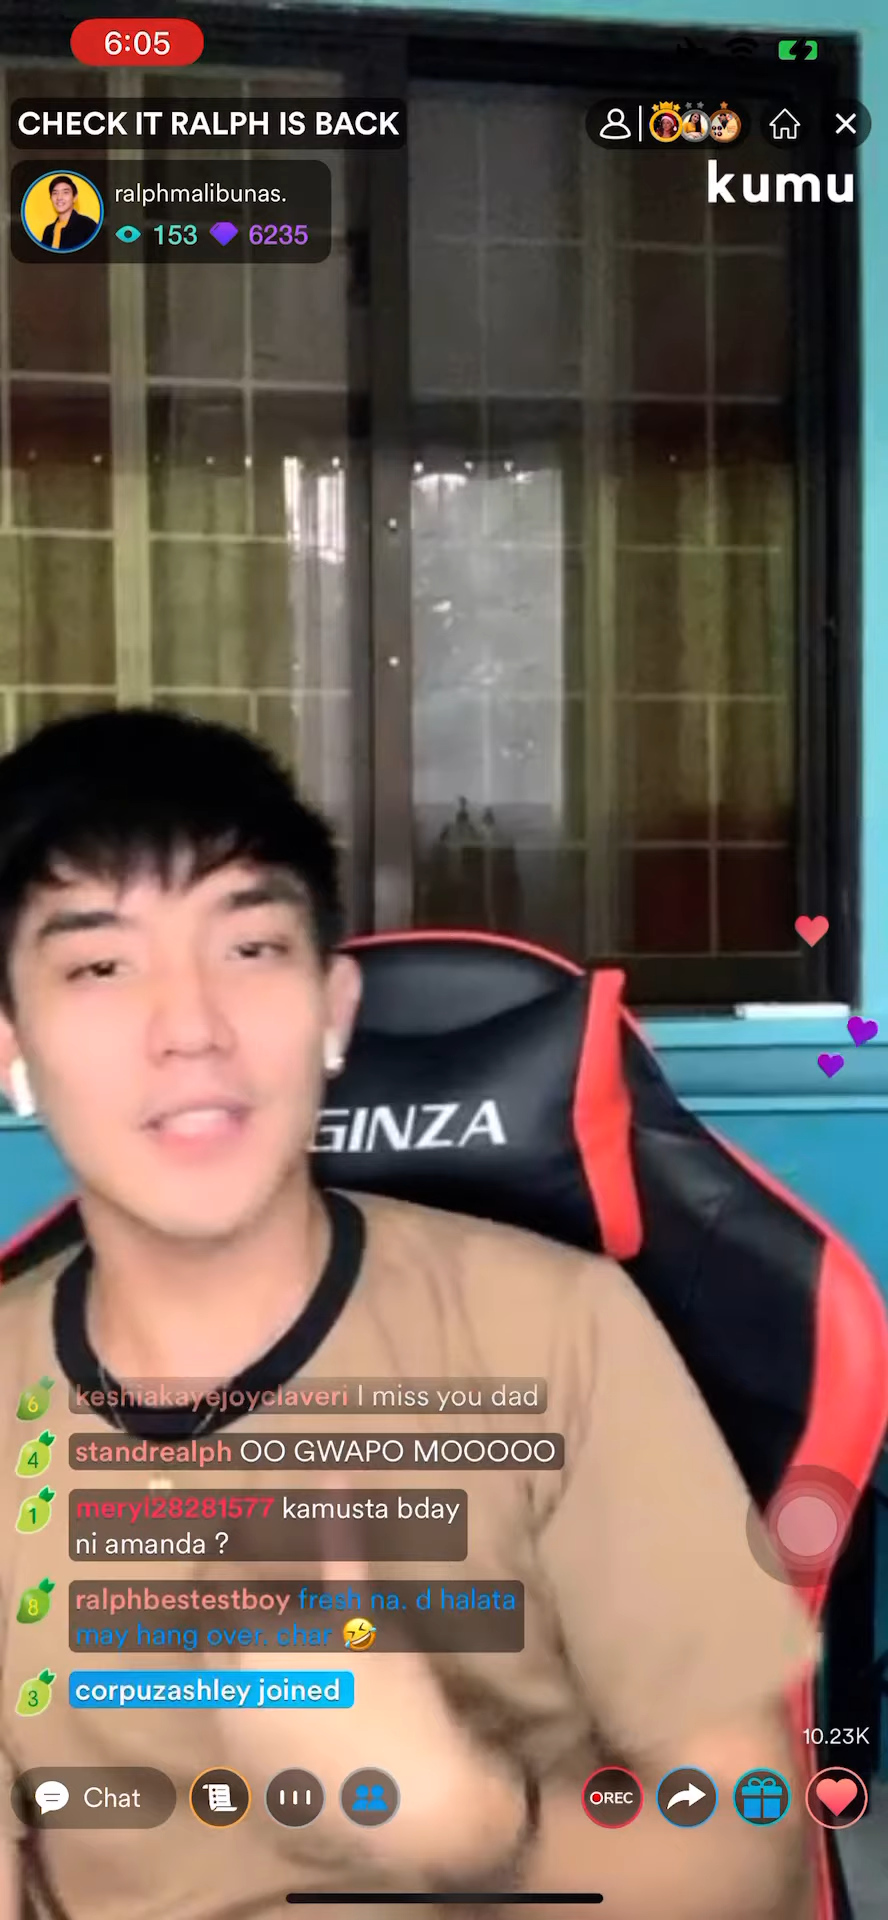 6:05
CHECK IT RALPH IS BACK
kumu
ralphmalibunas.
153 6235
GINZA
6 keshiakayejoyclaveri I miss you dad
4 standrealph OO GWAPO MOOOOO
1 meryl28281577 kamusta bday
ni amanda ?
8 ralphbestestboy fresh na. d halata
may hang over. char 🤣
3 corpuzashley joined
10.23K
Chat
REC